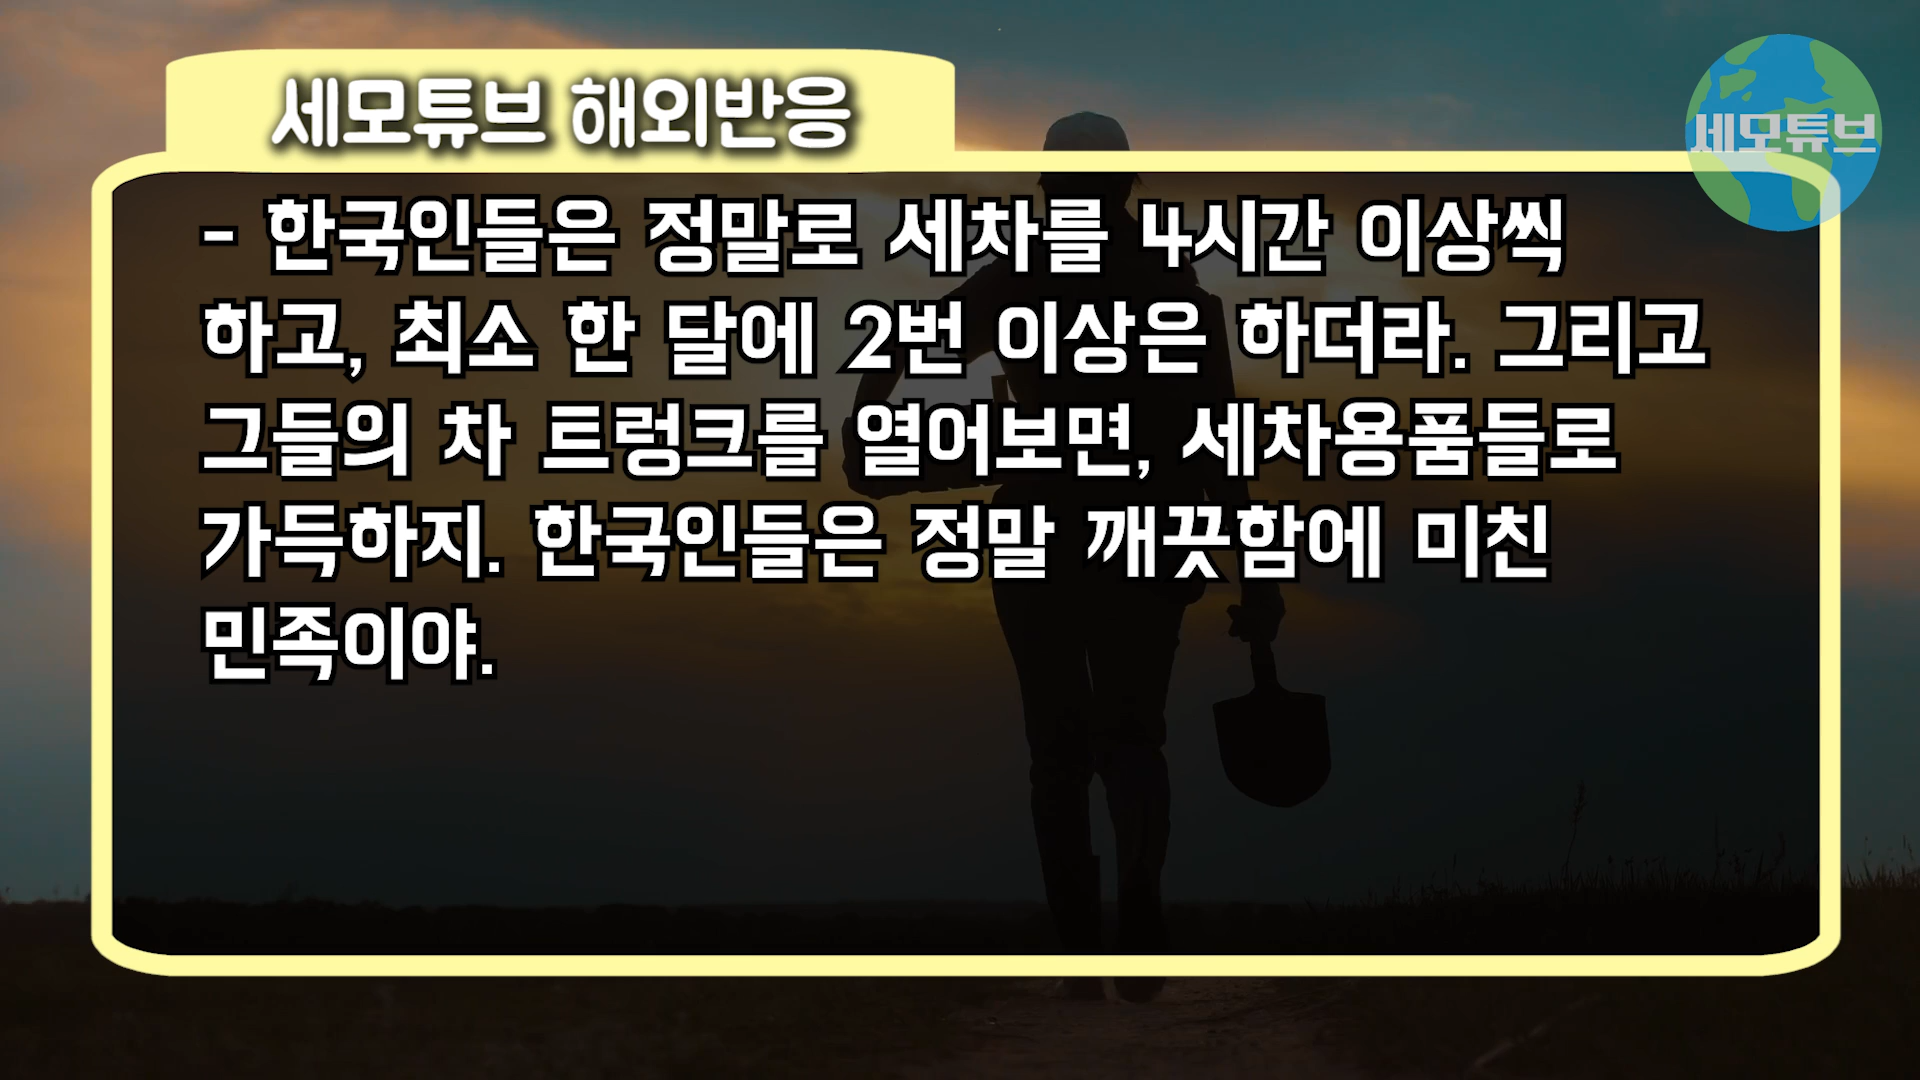 세모튜브 해외반응
세모튜브
- 한국인들은 정말로 세차를 4시간 이상씩
하고, 최소 한 달에 2번 이상은 하더라. 그리고
그들의 차 트렁크를 열어보면, 세차용품들로
가득하지. 한국인들은 정말 깨끗함에 미친
민족이야.